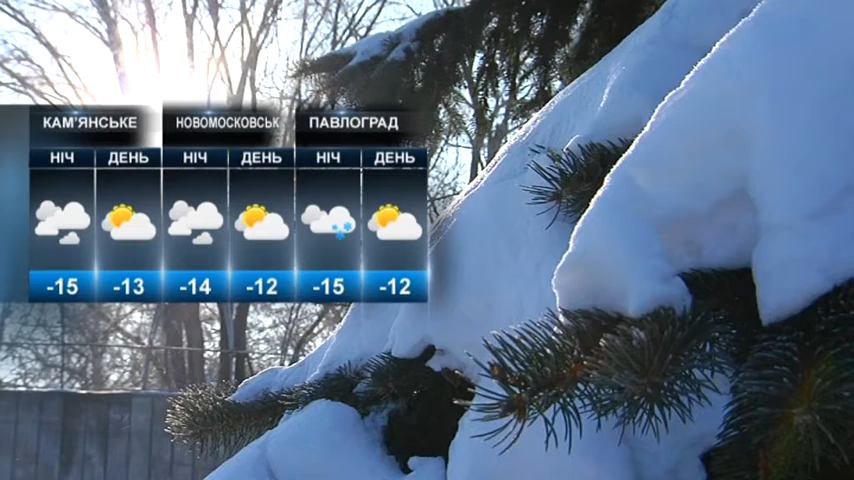 КАМ'ЯНСЬКЕ НОВОМОСКОВСЬК ПАВЛОГРАД
НІЧ ДЕНЬ НІЧ ДЕНЬ НІЧ ДЕНЬ
-15 -13 -14 -12 -15 -12